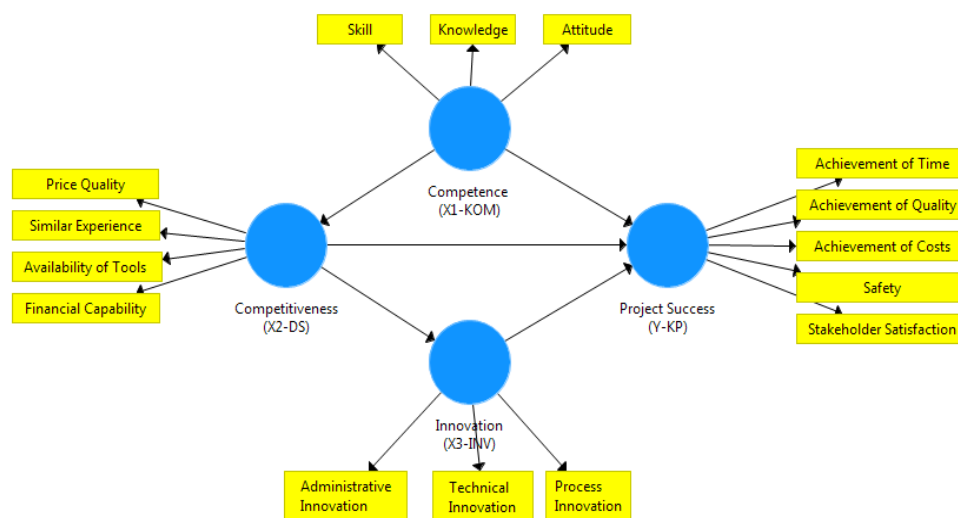 Skill
Knowledge
Attitude
Competence
(X1-KOM)
Price Quality
Similar Experience
Availability of Tools
Financial Capability
Competitiveness
(X2-DS)
Project Success
(Y-KP)
Achievement of Time
Achievement of Quality
Achievement of Costs
Safety
Stakeholder Satisfaction
Innovation
(X3-INV)
Administrative
Innovation
Technical
Innovation
Process
Innovation